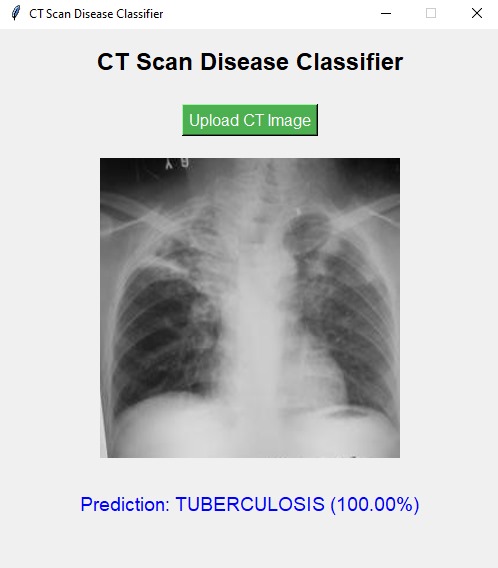 CT Scan Disease Classifier
CT Scan Disease Classifier
Upload CT Image
Prediction: TUBERCULOSIS (100.00%)